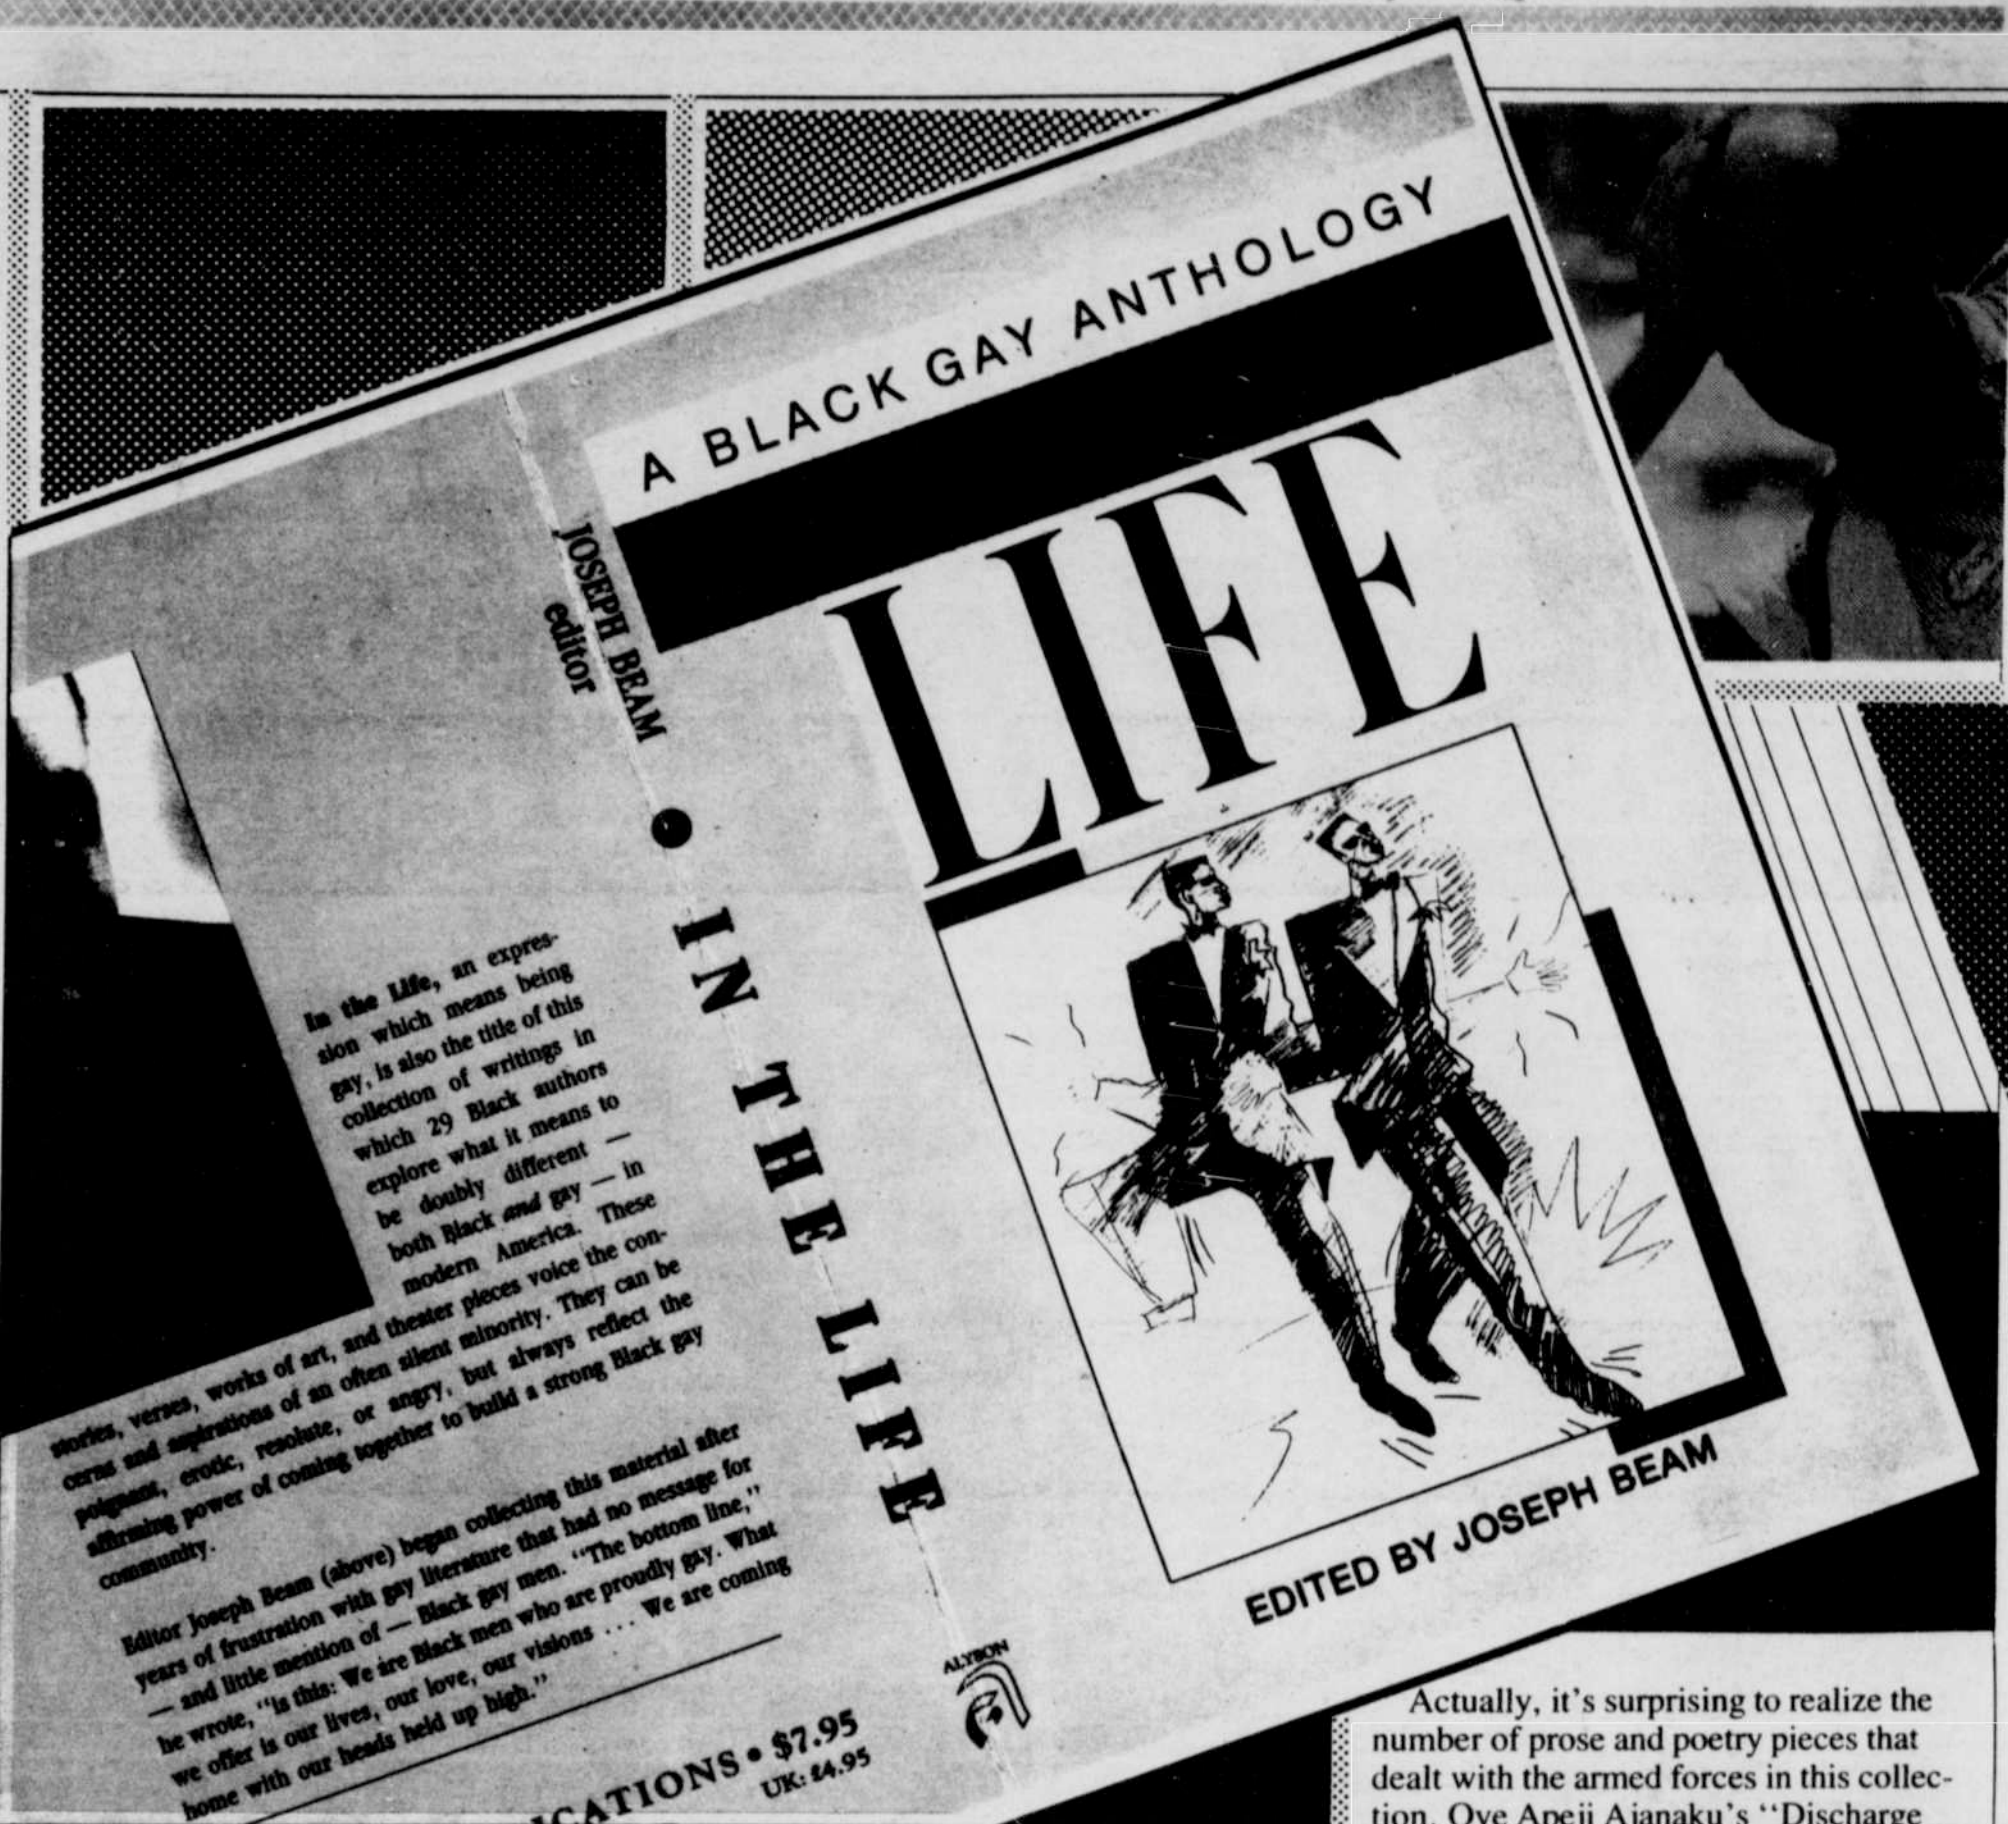 A BLACK GAY ANTHOLOGY
LIFE
EDITED BY JOSEPH BEAM
JOSEPH BEAM
editor
IN THE LIFE
ALYSON
In the Life, an expres-
sion which means being
gay, is also the title of this
collection of writings in
which 29 Black authors
explore what it means to
be doubly different —
both Black and gay — in
modern America. These
stories, verses, works of art, and theater pieces voice the con-
cerns and aspirations of an often silent minority. They can be
poignant, erotic, resolute, or angry, but always reflect the
affirming power of coming together to build a strong Black gay
community.
Editor Joseph Beam (above) began collecting this material after
years of frustration with gay literature that had no message for
— and little mention of — Black gay men. “The bottom line,”
he wrote, “is this: We are Black men who are proudly gay. What
we offer is our lives, our love, our visions ... We are coming
home with our heads held up high.”
ICATIONS • $7.95
UK: £4.95
Actually, it's surprising to realize the
number of prose and poetry pieces that
dealt with the armed forces in this collec-
tion. Oye Apeji Ajanaku's “Discharge